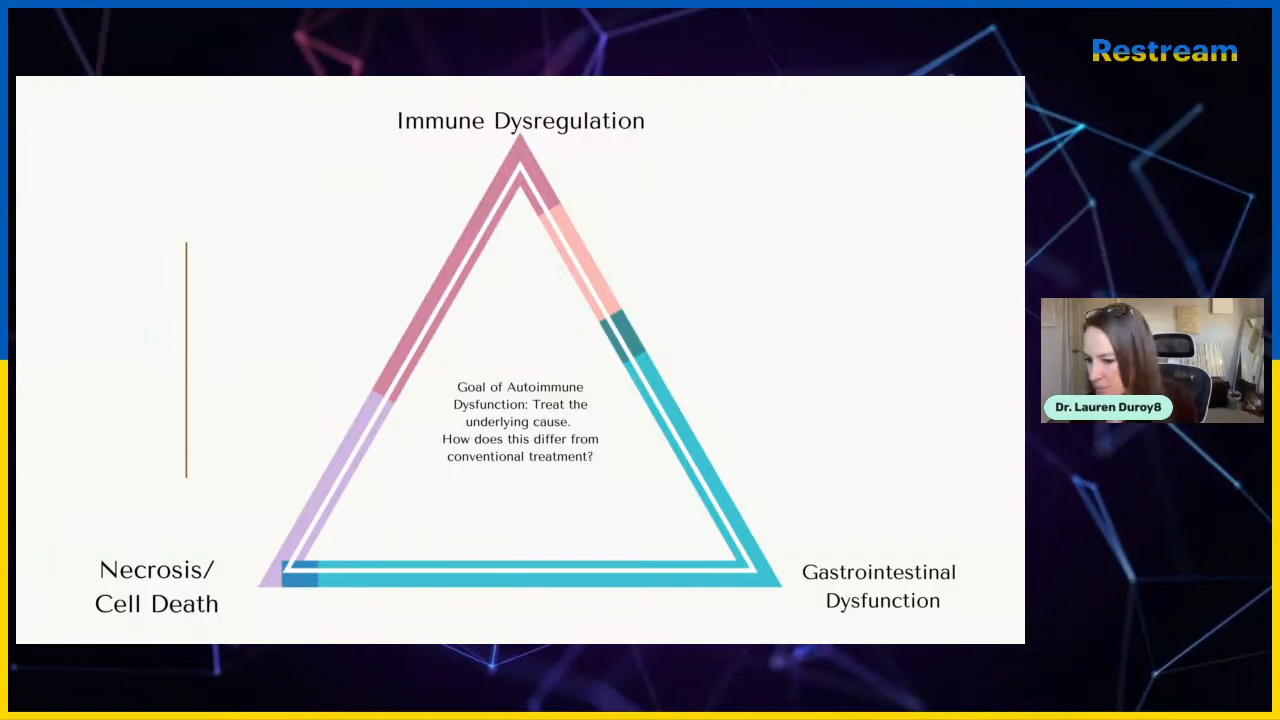 Restream
Immune Dysregulation
Goal of Autoimmune
Dysfunction: Treat the
underlying cause.
How does this differ from
conventional treatment?
Necrosis/
Cell Death
Gastrointestinal
Dysfunction
Dr. Lauren Duroy8